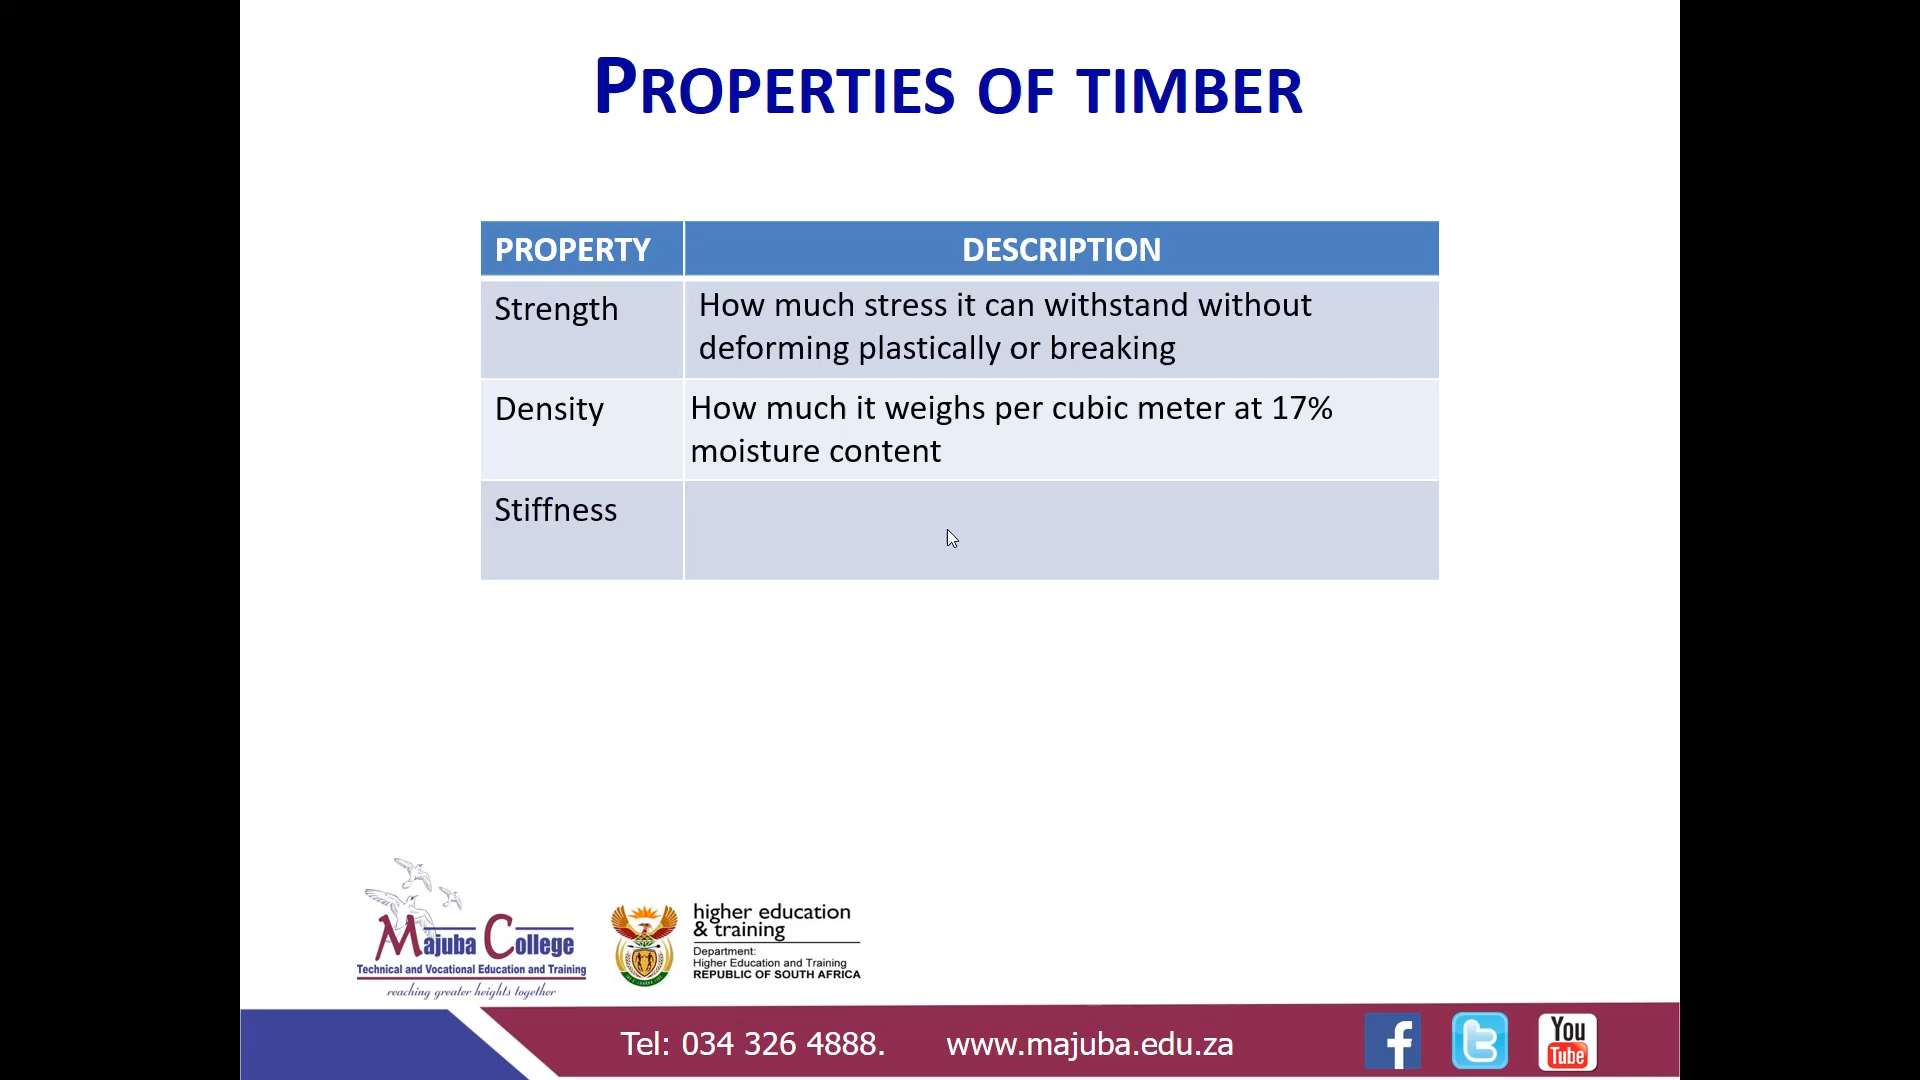 PROPERTIES OF TIMBER
PROPERTY DESCRIPTION
Strength How much stress it can withstand without
deforming plastically or breaking
Density How much it weighs per cubic meter at 17%
moisture content
Stiffness
Majuba College
Technical and Vocational Education and Training
reaching greater heights together
higher education
& training
Department:
Higher Education and Training
REPUBLIC OF SOUTH AFRICA
Tel: 034 326 4888. www.majuba.edu.za
You
Tube